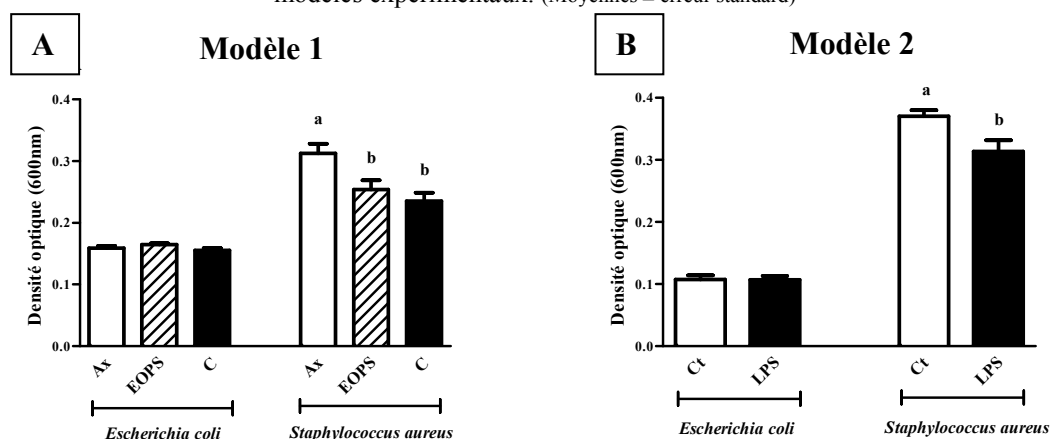 modèles expérimentaux. (Moyennes ± erreur standard)
A
Modèle 1
Densité optique (600nm)
0.4
0.3
0.2
0.1
0.0
a
b
b
Ax
EOPS
C
Ax
EOPS
C
Escherichia coli
Staphylococcus aureus
B
Modèle 2
Densité optique (600nm)
0.4
0.3
0.2
0.1
0.0
a
b
Ct
LPS
Ct
LPS
Escherichia coli
Staphylococcus aureus